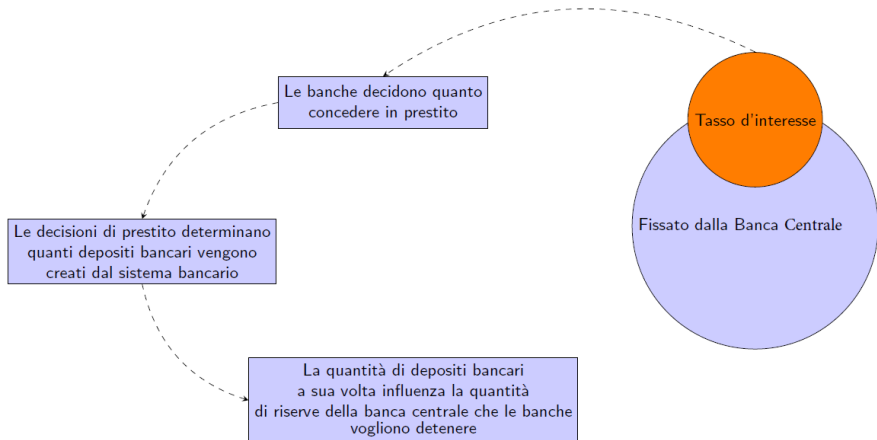 Le banche decidono quanto
concedere in prestito
Tasso d'interesse
Fissato dalla Banca Centrale
Le decisioni di prestito determinano
quanti depositi bancari vengono
creati dal sistema bancario
La quantità di depositi bancari
a sua volta influenza la quantità
di riserve della banca centrale che le banche
vogliono detenere